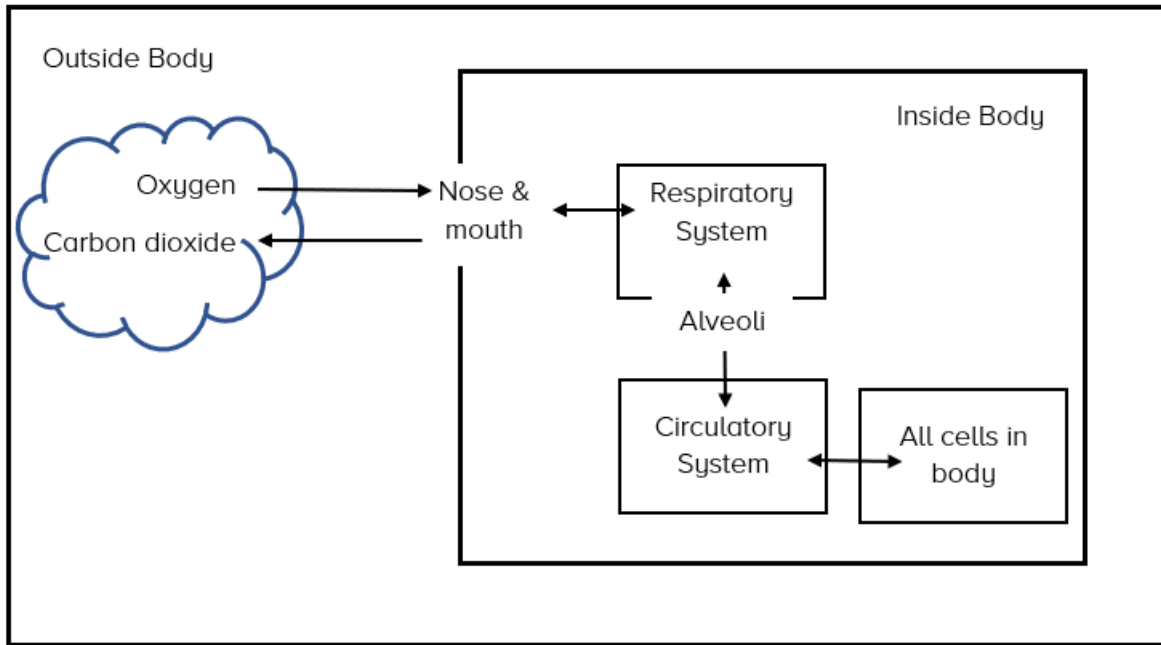 Outside Body
Inside Body
Oxygen
Carbon dioxide
Nose &
mouth
Respiratory
System
Alveoli
Circulatory
System
All cells in
body